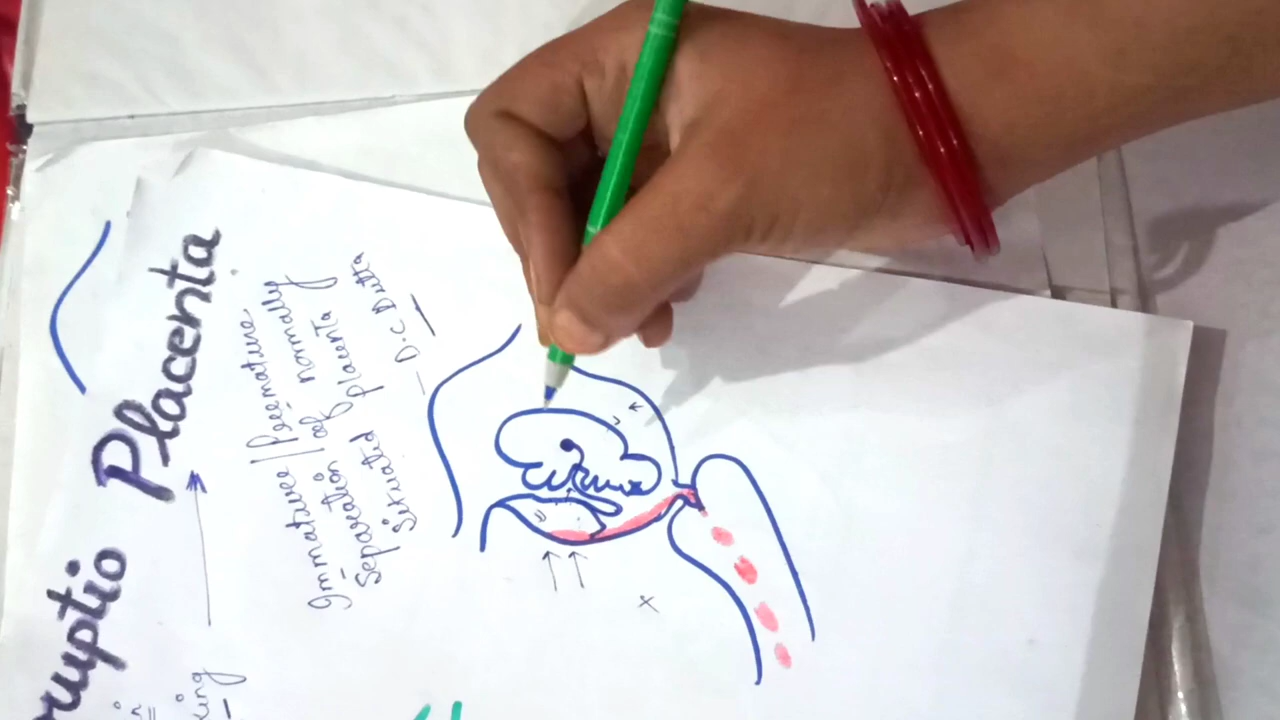 ruptio Placenta
Immature/Premature
Separation of normally
Situated placenta
— D.C Dutta
x